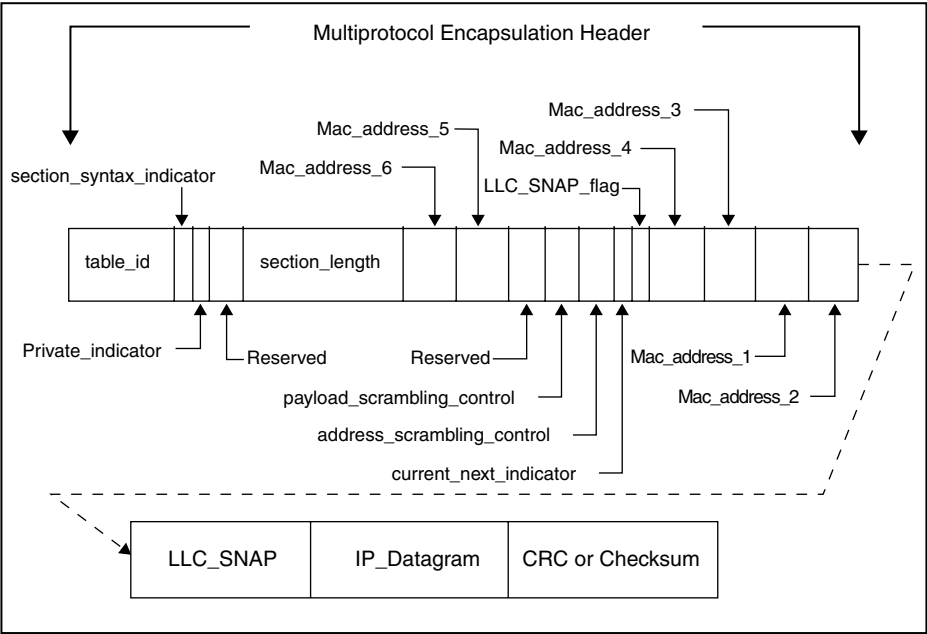 Multiprotocol Encapsulation Header
Mac_address_3
Mac_address_5
Mac_address_4
Mac_address_6
section_syntax_indicator
LLC_SNAP_flag
table_id
section_length
Private_indicator
Reserved
Reserved
Mac_address_1
payload_scrambling_control
Mac_address_2
address_scrambling_control
current_next_indicator
LLC_SNAP
IP_Datagram
CRC or Checksum